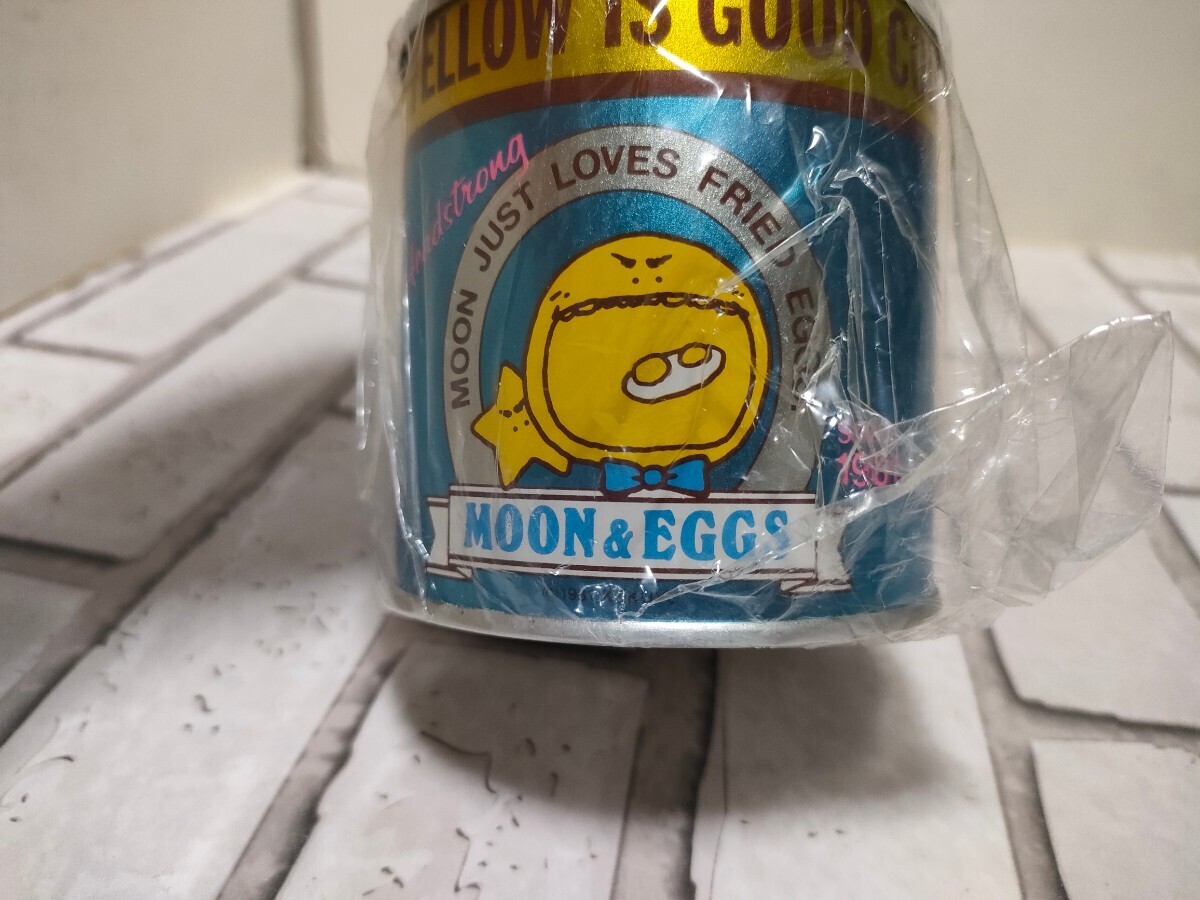 YELLOW IS GOOD
headstrong
MOON JUST LOVES FRIED EGGS.
MOON & EGGS